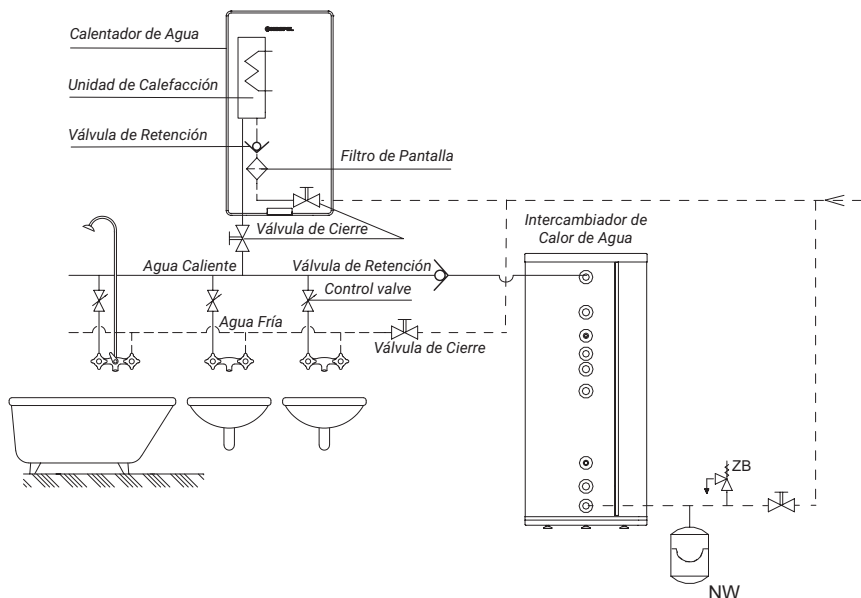 Calentador de Agua
Unidad de Calefacción
Válvula de Retención
Filtro de Pantalla
Válvula de Cierre
Intercambiador de
Calor de Agua
Agua Caliente
Válvula de Retención
Control valve
Agua Fría
Válvula de Cierre
ZB
NW